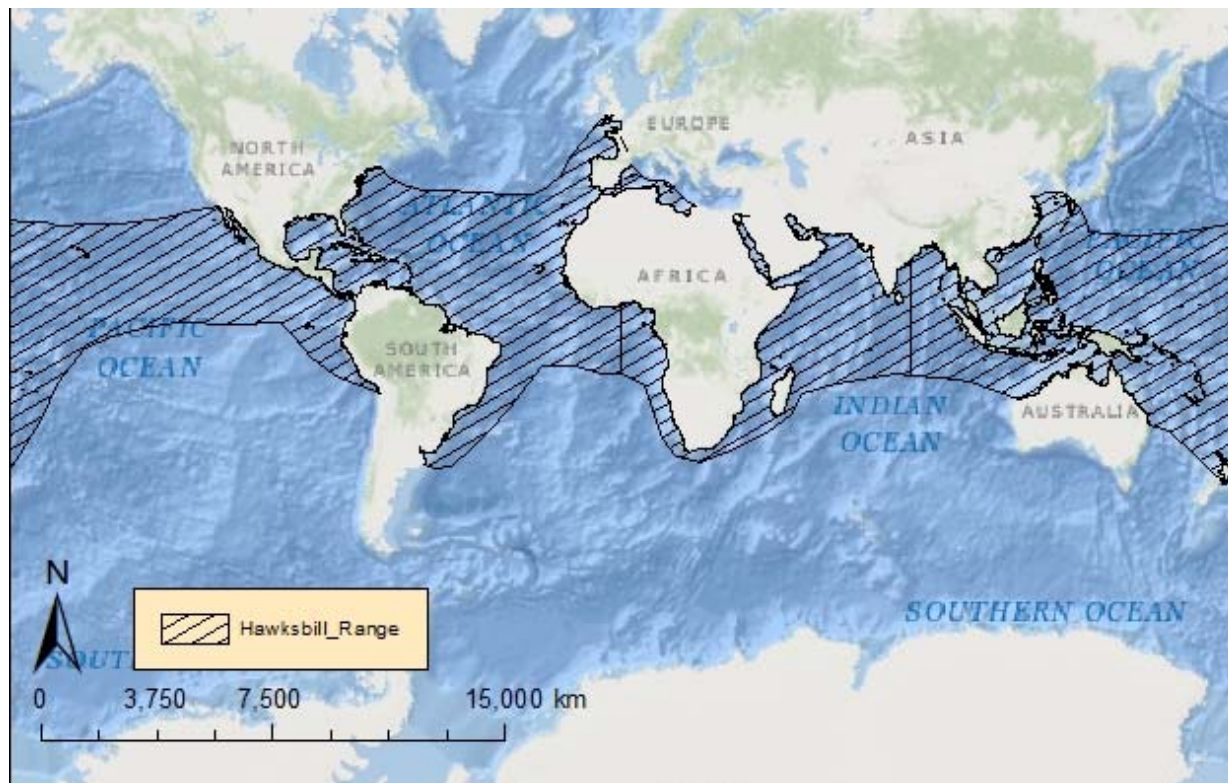 NORTH
AMERICA
EUROPE
ASIA
ATLANTIC
OCEAN
PACIFIC
OCEAN
AFRICA
PACIFIC
OCEAN
SOUTH
AMERICA
INDIAN
OCEAN
AUSTRALIA
N
Hawksbill_Range
SOUTHERN OCEAN
SOUT
0 3,750 7,500 15,000 km